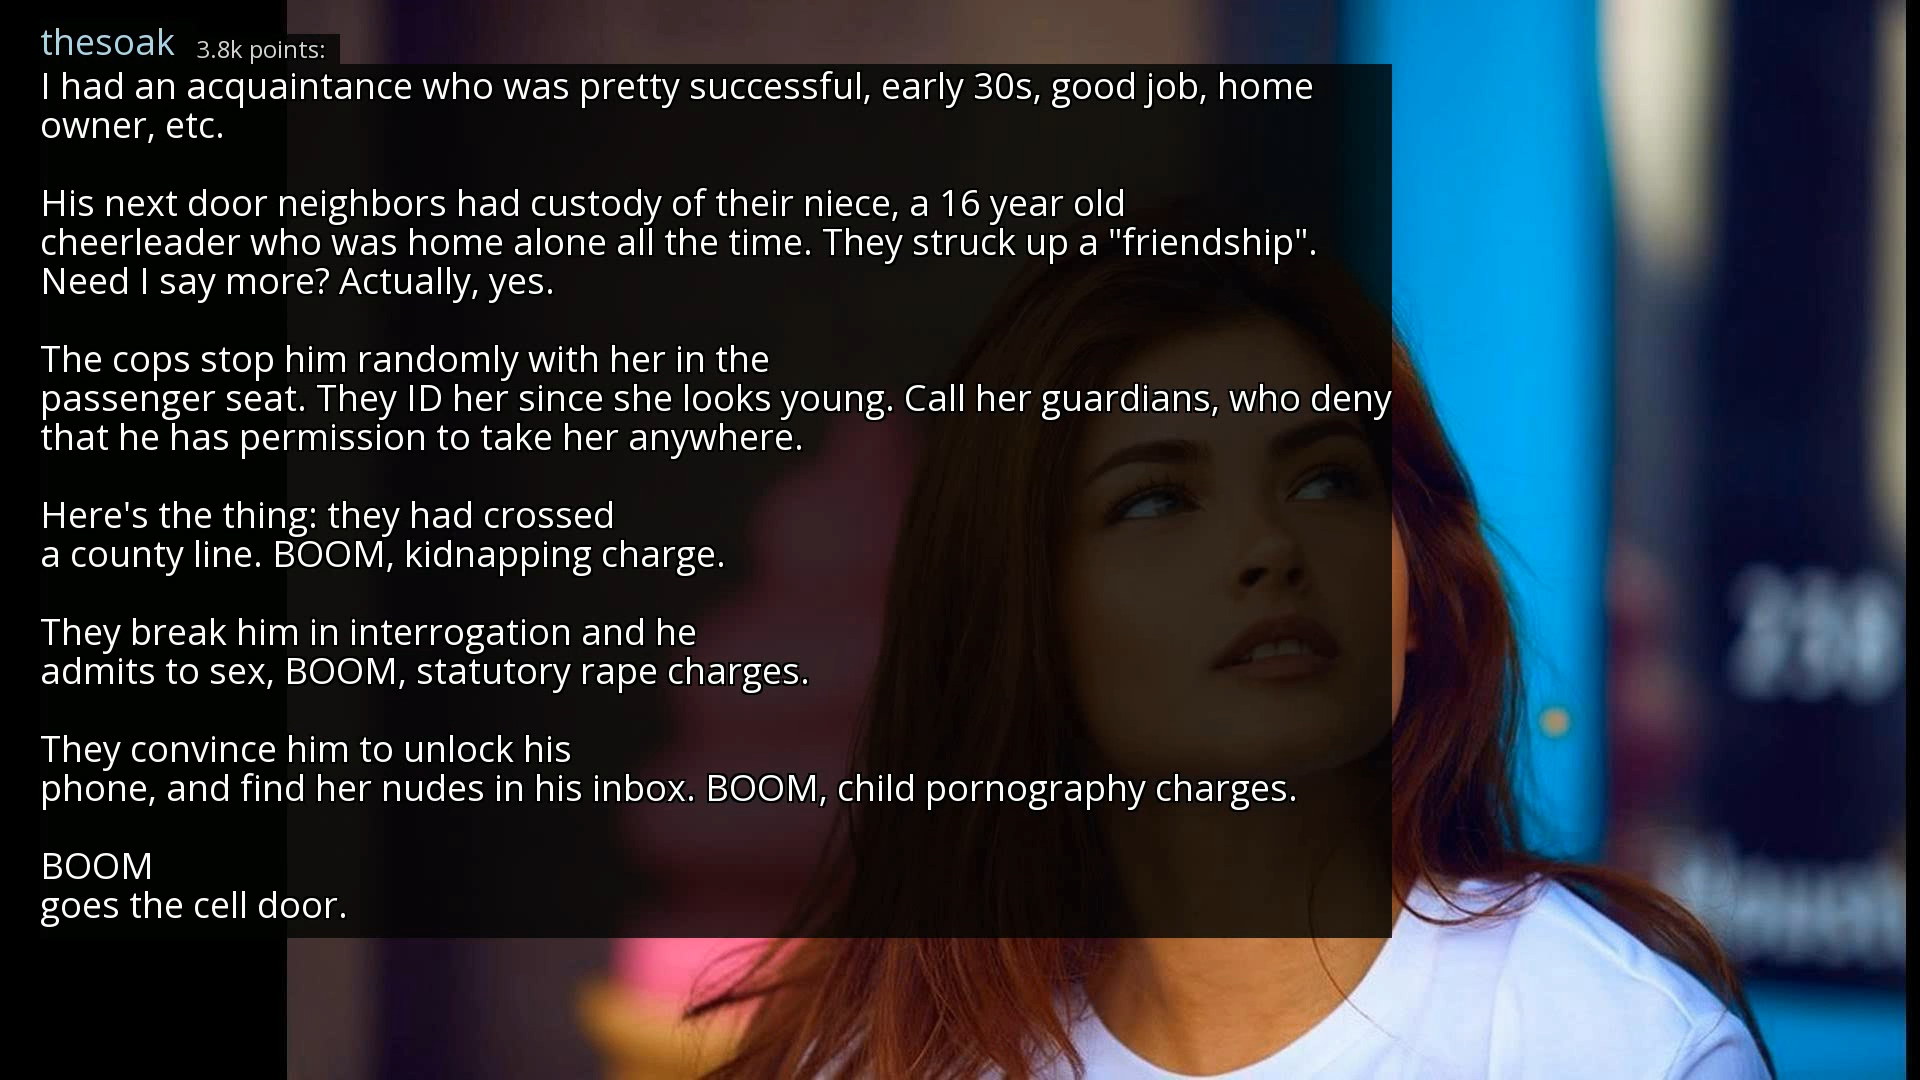 thesoak 3.8k points:
I had an acquaintance who was pretty successful, early 30s, good job, home
owner, etc.
His next door neighbors had custody of their niece, a 16 year old
cheerleader who was home alone all the time. They struck up a "friendship".
Need I say more? Actually, yes.
The cops stop him randomly with her in the
passenger seat. They ID her since she looks young. Call her guardians, who deny
that he has permission to take her anywhere.
Here's the thing: they had crossed
a county line. BOOM, kidnapping charge.
They break him in interrogation and he
admits to sex, BOOM, statutory rape charges.
They convince him to unlock his
phone, and find her nudes in his inbox. BOOM, child pornography charges.
BOOM
goes the cell door.